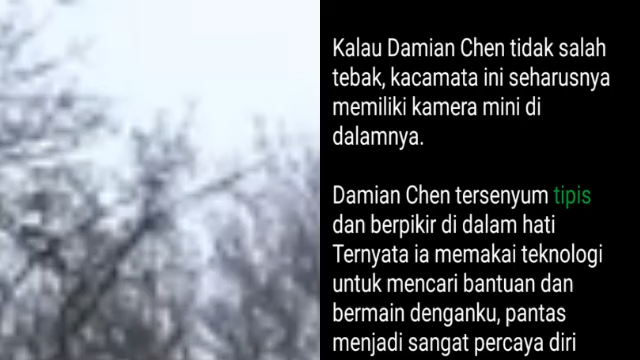 Kalau Damian Chen tidak salah
tebak, kacamata ini seharusnya
memiliki kamera mini di
dalamnya.
Damian Chen tersenyum tipis
dan berpikir di dalam hati
Ternyata ia memakai teknologi
untuk mencari bantuan dan
bermain denganku, pantas
menjadi sangat percaya diri